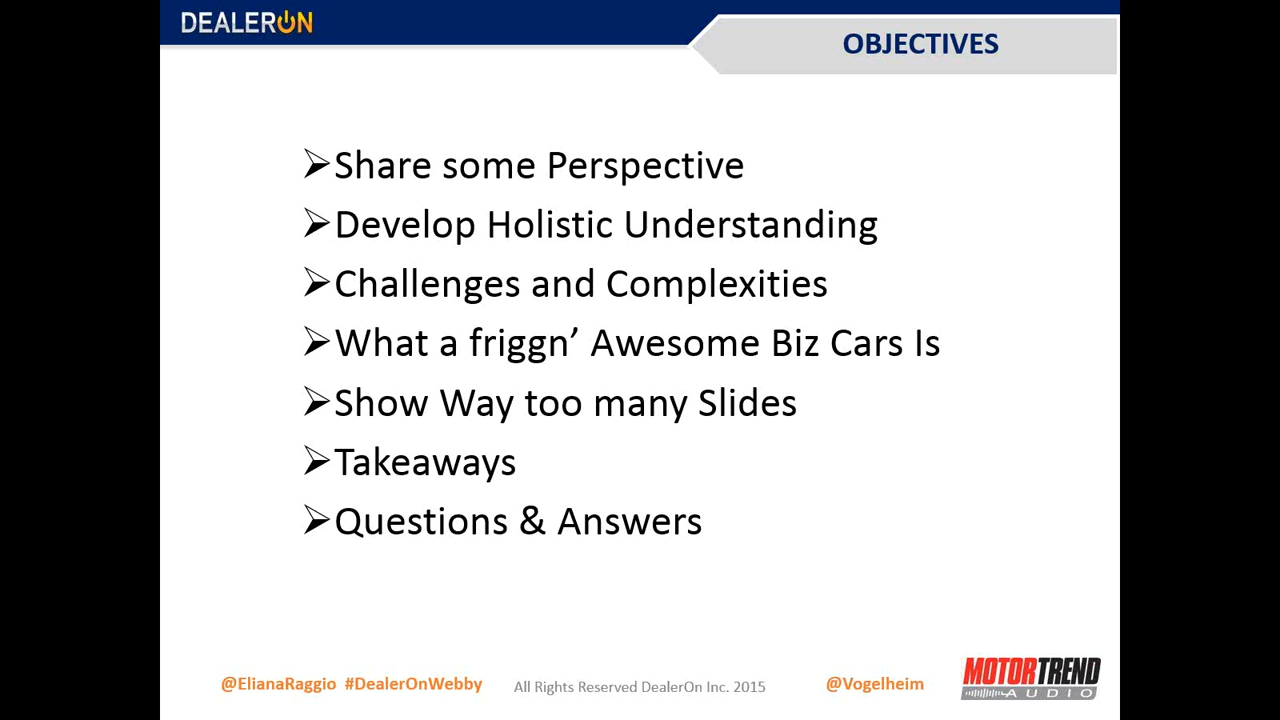 DEALERON
OBJECTIVES
Share some Perspective
Develop Holistic Understanding
Challenges and Complexities
What a friggn’ Awesome Biz Cars Is
Show Way too many Slides
Takeaways
Questions & Answers
@ElianaRaggio #DealerOnWebby
All Rights Reserved DealerOn Inc. 2015
@Vogelheim
MOTORTREND
AUDIO